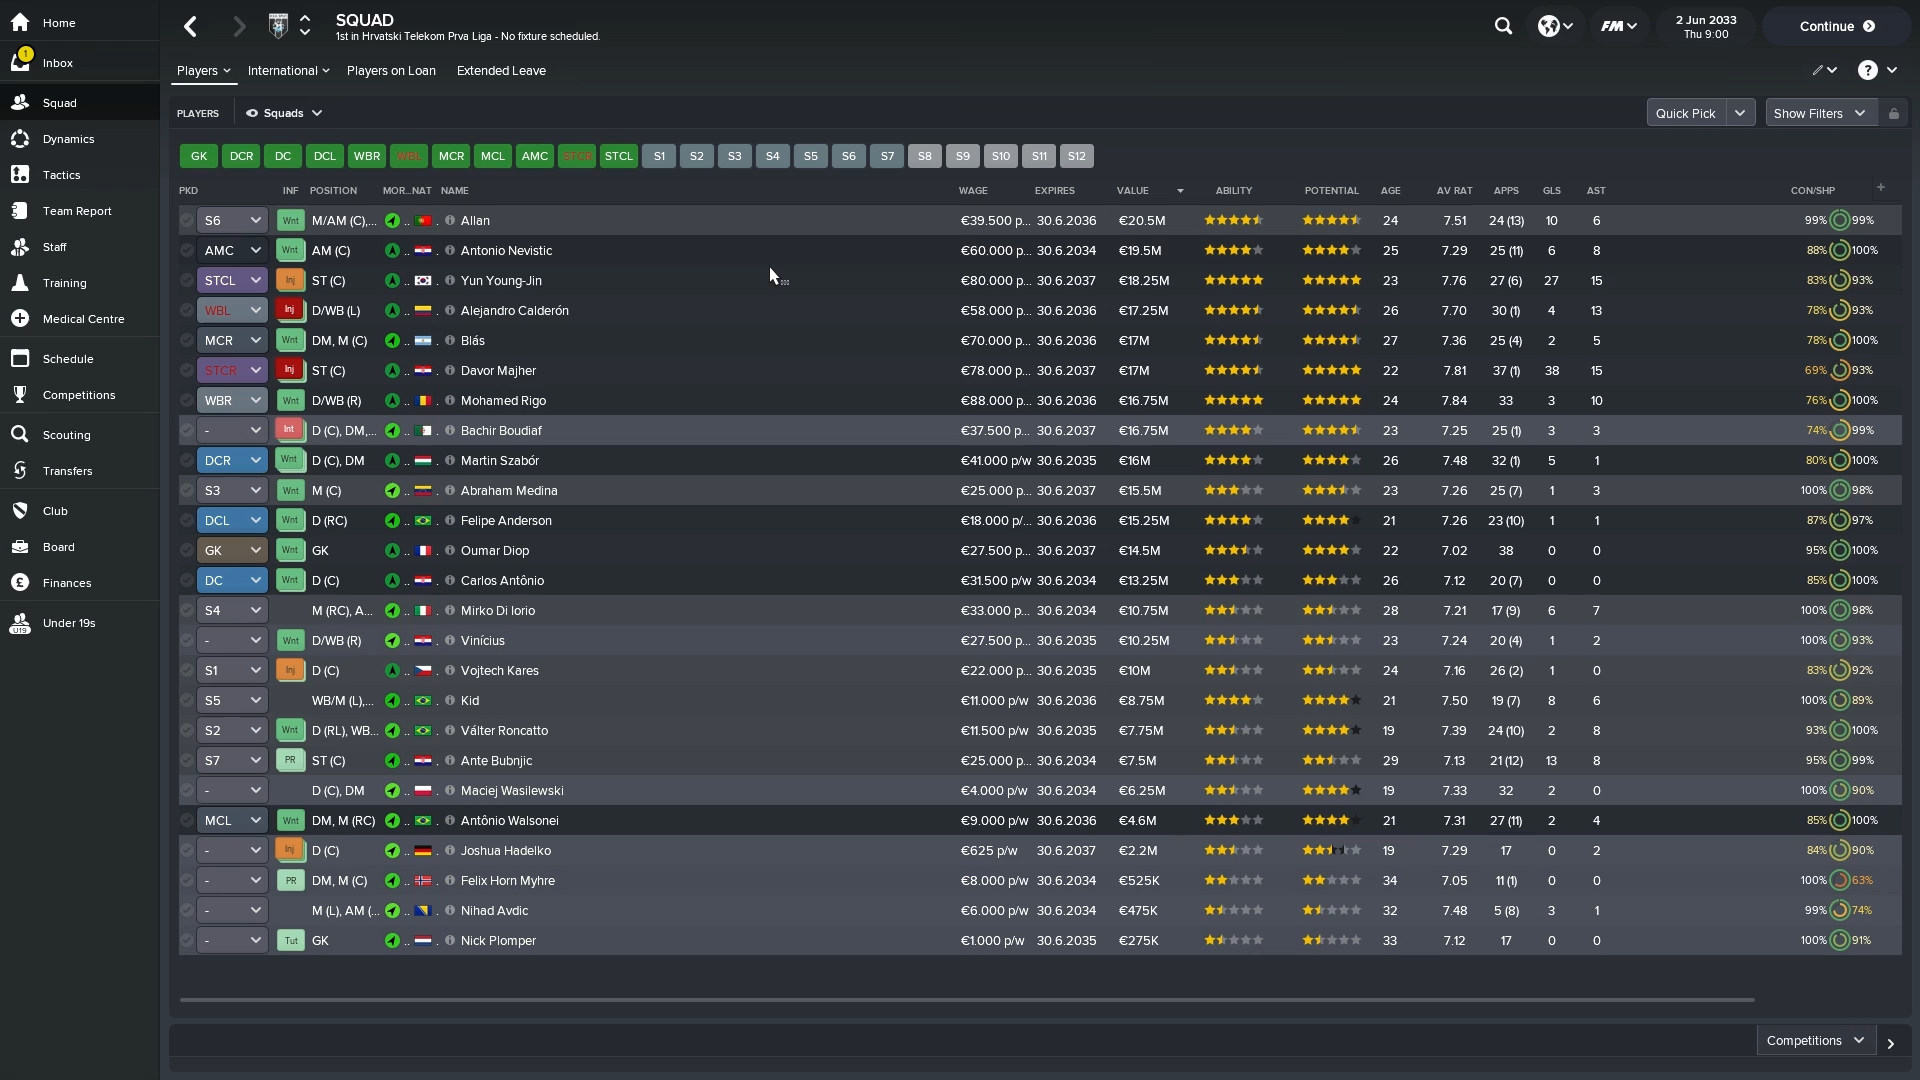 Home
Inbox
1
Squad
Dynamics
Tactics
Team Report
Staff
Training
Medical Centre
Schedule
Competitions
Scouting
Transfers
Club
Board
Finances
Under 19s
U19
SQUAD
1st in Hrvatski Telekom Prva Liga - No fixture scheduled.
FM
2 Jun 2033
Thu 9:00
Continue
Players International Players on Loan Extended Leave
?
PLAYERS Squads Quick Pick Show Filters
GK DCR DC DCL WBR WBL MCR MCL AMC STCR STCL S1 S2 S3 S4 S5 S6 S7 S8 S9 S10 S11 S12
PKD INF POSITION MOR... NAT NAME WAGE EXPIRES VALUE ABILITY POTENTIAL AGE AV RAT APPS GLS AST CON/SHP +
S6 Wnt M/AM (C),... Allan €39.500 p... 30.6.2036 €20.5M 24 7.51 24 (13) 10 6 99% 99%
AMC Wnt AM (C) Antonio Nevistic €60.000 p... 30.6.2034 €19.5M 25 7.29 25 (11) 6 8 88% 100%
STCL Inj ST (C) Yun Young-Jin €80.000 p... 30.6.2037 €18.25M 23 7.76 27 (6) 27 15 83% 93%
WBL Inj D/WB (L) Alejandro Calderón €58.000 p... 30.6.2036 €17.25M 26 7.70 30 (1) 4 13 78% 93%
MCR Wnt DM, M (C) Blás €70.000 p... 30.6.2036 €17M 27 7.36 25 (4) 2 5 78% 100%
STCR Inj ST (C) Davor Majher €78.000 p... 30.6.2037 €17M 22 7.81 37 (1) 38 15 69% 93%
WBR Wnt D/WB (R) Mohamed Rigo €88.000 p... 30.6.2036 €16.75M 24 7.84 33 3 10 76% 100%
- Int D (C), DM,... Bachir Boudiaf €37.500 p... 30.6.2037 €16.75M 23 7.25 25 (1) 3 3 74% 99%
DCR Wnt D (C), DM Martin Szabór €41.000 p/w 30.6.2035 €16M 26 7.48 32 (1) 5 1 80% 100%
S3 Wnt M (C) Abraham Medina €25.000 p... 30.6.2037 €15.5M 23 7.26 25 (7) 1 3 100% 98%
DCL Wnt D (RC) Felipe Anderson €18.000 p/... 30.6.2036 €15.25M 21 7.26 23 (10) 1 1 87% 97%
GK Wnt GK Oumar Diop €27.500 p... 30.6.2037 €14.5M 22 7.02 38 0 0 95% 100%
DC Wnt D (C) Carlos Antônio €31.500 p/w 30.6.2034 €13.25M 26 7.12 20 (7) 0 0 85% 100%
S4 M (RC), A... Mirko Di Iorio €33.000 p... 30.6.2034 €10.75M 28 7.21 17 (9) 6 7 100% 98%
- Wnt D/WB (R) Vinícius €27.500 p... 30.6.2035 €10.25M 23 7.24 20 (4) 1 2 100% 93%
S1 Inj D (C) Vojtech Kares €22.000 p... 30.6.2035 €10M 24 7.16 26 (2) 1 0 83% 92%
S5 WB/M (L),... Kid €11.000 p/w 30.6.2036 €8.75M 21 7.50 19 (7) 8 6 100% 89%
S2 Wnt D (RL), WB... Válter Roncatto €11.500 p/w 30.6.2035 €7.75M 19 7.39 24 (10) 2 8 93% 100%
S7 PR ST (C) Ante Bubnjic €25.000 p... 30.6.2034 €7.5M 29 7.13 21 (12) 13 8 95% 99%
- D (C), DM Maciej Wasilewski €4.000 p/w 30.6.2034 €6.25M 19 7.33 32 2 0 100% 90%
MCL Wnt DM, M (RC) Antônio Walsonei €9.000 p/w 30.6.2036 €4.6M 21 7.31 27 (11) 2 4 85% 100%
- Inj D (C) Joshua Hadelko €625 p/w 30.6.2037 €2.2M 19 7.29 17 0 2 84% 90%
- PR DM, M (C) Felix Horn Myhre €8.000 p/w 30.6.2034 €525K 34 7.05 11 (1) 0 0 100% 63%
- M (L), AM (... Nihad Avdic €6.000 p/w 30.6.2034 €475K 32 7.48 5 (8) 3 1 99% 74%
- Tut GK Nick Plomper €1.000 p/w 30.6.2035 €275K 33 7.12 17 0 0 100% 91%
Competitions